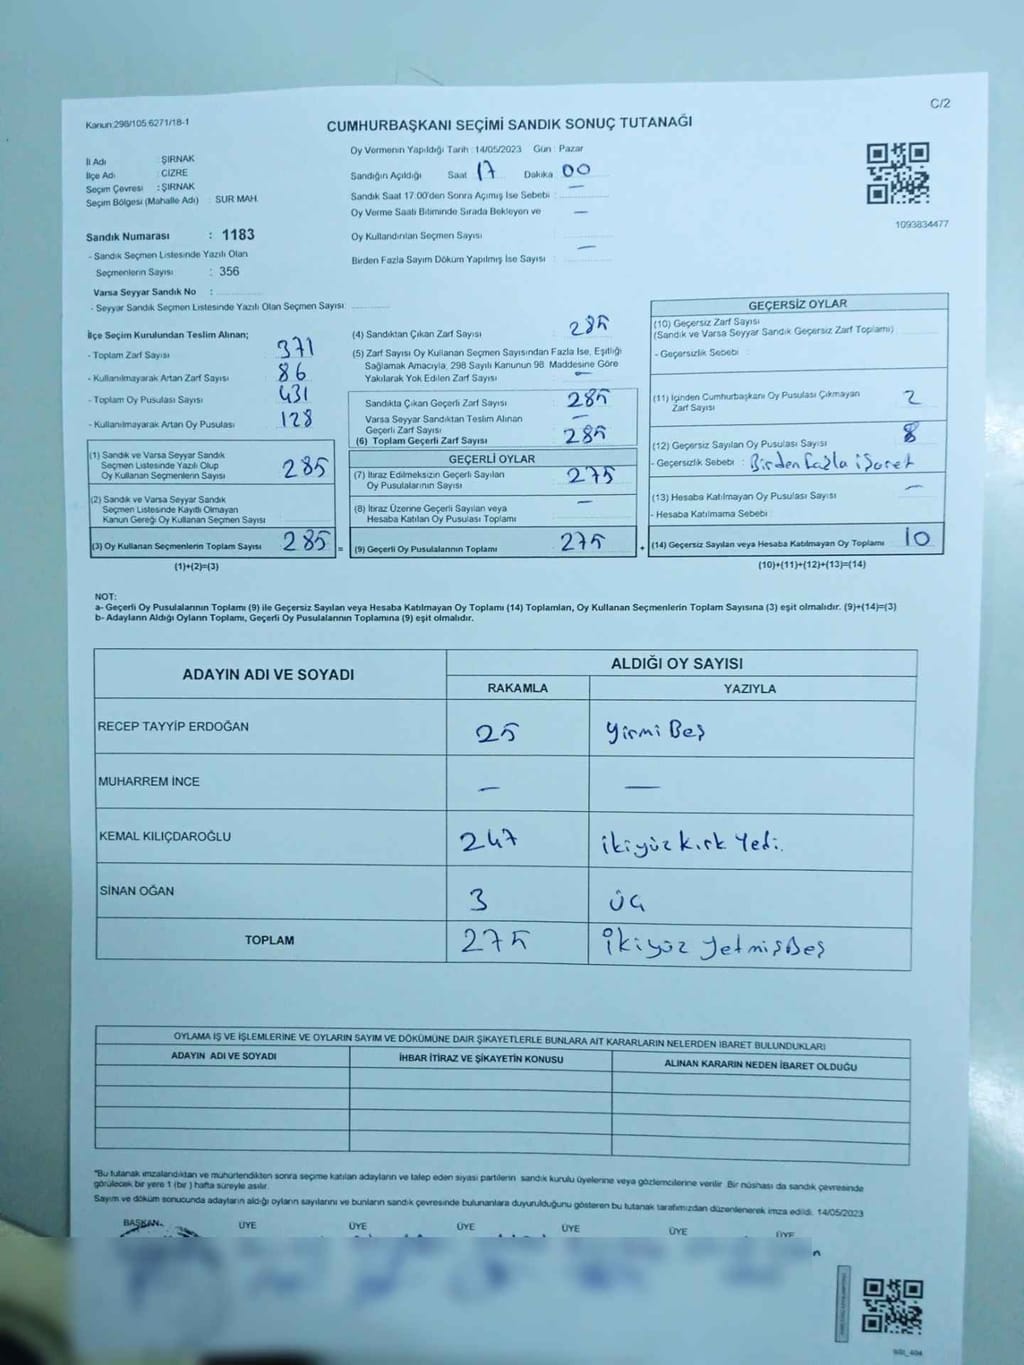 C/2
Kanun:298/105,6271/18-1
CUMHURBAŞKANI SEÇİMİ SANDIK SONUÇ TUTANAĞI
İl Adı : ŞIRNAK
İlçe Adı : CİZRE
Seçim Çevresi : ŞIRNAK
Seçim Bölgesi (Mahalle Adı) : SUR MAH.
Sandık Numarası : 1183
- Sandık Seçmen Listesinde Yazılı Olan
Seçmenlerin Sayısı : 356
Varsa Seyyar Sandık No :
- Seyyar Sandık Seçmen Listesinde Yazılı Olan Seçmen Sayısı:
Oy Vermenin Yapıldığı Tarih : 14/05/2023 Gün : Pazar
Sandığın Açıldığı Saat 17 Dakika 00
Sandık Saat 17:00'den Sonra Açımış İse Sebebi : —
Oy Verme Saati Bitiminde Sırada Bekleyen ve —
Oy Kullandırılan Seçmen Sayısı :
Birden Fazla Sayım Döküm Yapılmış İse Sayısı : —
1093834477
İlçe Seçim Kurulundan Teslim Alınan;
- Toplam Zarf Sayısı 371
- Kullanılmayarak Artan Zarf Sayısı 86
- Toplam Oy Pusulası Sayısı 431
- Kullanılmayarak Artan Oy Pusulası 128
(1) Sandık ve Varsa Seyyar Sandık
Seçmen Listesinde Yazılı Olup
Oy Kullanan Seçmenlerin Sayısı 285
(2) Sandık ve Varsa Seyyar Sandık
Seçmen Listesinde Kayıtlı Olmayan
Kanun Gereği Oy Kullanan Seçmen Sayısı
(3) Oy Kullanan Seçmenlerin Toplam Sayısı 285 =
(1)+(2)=(3)
(4) Sandıktan Çıkan Zarf Sayısı 285
(5) Zarf Sayısı Oy Kullanan Seçmen Sayısından Fazla İse, Eşitliği
Sağlamak Amacıyla, 298 Sayılı Kanunun 98. Maddesine Göre
Yakılarak Yok Edilen Zarf Sayısı —
Sandıkta Çıkan Geçerli Zarf Sayısı 285
Varsa Seyyar Sandıktan Teslim Alınan
Geçerli Zarf Sayısı —
(6) Toplam Geçerli Zarf Sayısı 285
GEÇERLİ OYLAR
(7) İtiraz Edilmeksizin Geçerli Sayılan
Oy Pusulalarının Sayısı 275
(8) İtiraz Üzerine Geçerli Sayılan veya
Hesaba Katılan Oy Pusulası Toplamı —
(9) Geçerli Oy Pusulalarının Toplamı 275 +
GEÇERSİZ OYLAR
(10) Geçersiz Zarf Sayısı
(Sandık ve Varsa Seyyar Sandık Geçersiz Zarf Toplamı)
- Geçersizlik Sebebi :
(11) İçinden Cumhurbaşkanı Oy Pusulası Çıkmayan
Zarf Sayısı 2
(12) Geçersiz Sayılan Oy Pusulası Sayısı 8
- Geçersizlik Sebebi : Birden fazla işaret
(13) Hesaba Katılmayan Oy Pusulası Sayısı —
- Hesaba Katılmama Sebebi :
(14) Geçersiz Sayılan veya Hesaba Katılmayan Oy Toplamı 10
(10)+(11)+(12)+(13)=(14)
NOT:
a- Geçerli Oy Pusulalarının Toplamı (9) ile Geçersiz Sayılan veya Hesaba Katılmayan Oy Toplamı (14) Toplamları, Oy Kullanan Seçmenlerin Toplam Sayısına (3) eşit olmalıdır. (9)+(14)=(3)
b- Adayların Aldığı Oyların Toplamı, Geçerli Oy Pusulalarının Toplamına (9) eşit olmalıdır.
ADAYIN ADI VE SOYADI ALDIĞI OY SAYISI
RAKAMLA YAZIYLA
RECEP TAYYİP ERDOĞAN 25 Yirmi Beş
MUHARREM İNCE — —
KEMAL KILIÇDAROĞLU 247 ikiyüz kırk Yedi.
SİNAN OĞAN 3 üç
TOPLAM 275 İkiyüz yetmişBeş
OYLAMA İŞ VE İŞLEMLERİNE VE OYLARIN SAYIM VE DÖKÜMÜNE DAİR ŞİKAYETLERLE BUNLARA AİT KARARLARIN NELERDEN İBARET BULUNDUKLARI
ADAYIN ADI VE SOYADI İHBAR İTİRAZ VE ŞİKAYETİN KONUSU ALINAN KARARIN NEDEN İBARET OLDUĞU
"Bu tutanak imzalandıktan ve mühürlendikten sonra seçime katılan adayların ve talep eden siyasi partilerin sandık kurulu üyelerine veya gözlemcilerine verilir. Bir nüshası da sandık çevresinde
görülecek bir yere 1 (bir) hafta süreyle asılır.
Sayım ve döküm sonucunda adayların aldığı oyların sayılarını ve bunların sandık çevresinde bulunanlara duyurulduğunu gösteren bu tutanak tarafımızdan düzenlenerek imza edildi. 14/05/2023
BAŞKAN ÜYE ÜYE ÜYE ÜYE ÜYE ÜYE